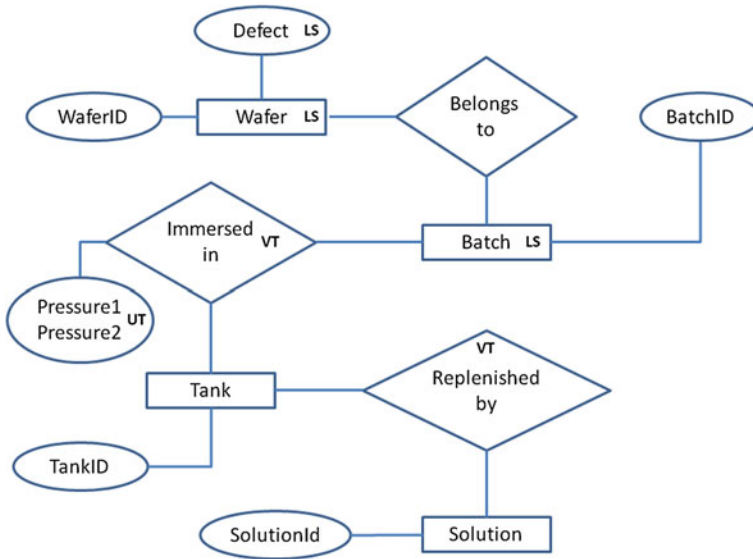 Defect LS
WaferID
Wafer LS
Belongs
to
BatchID
Immersed
in
VT
Batch LS
Pressure1
Pressure2
UT
VT
Replenished
by
Tank
TankID
SolutionId
Solution